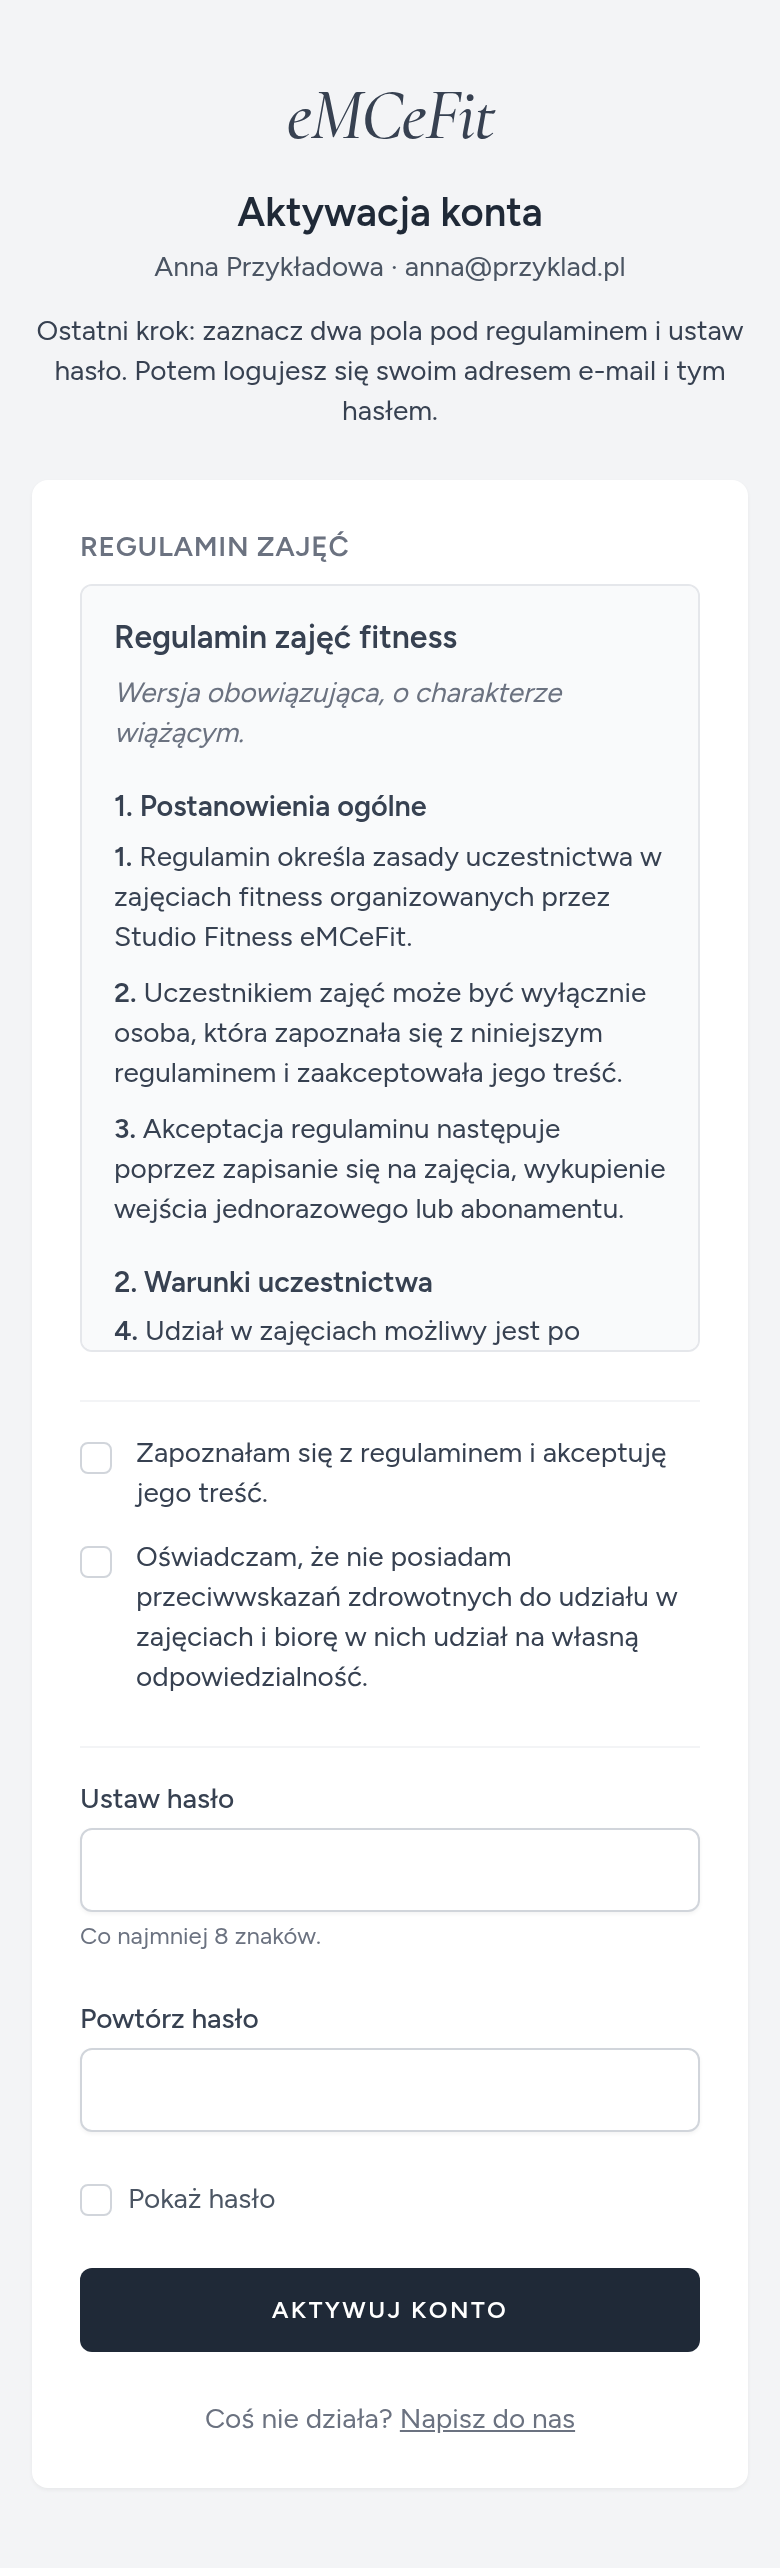 eMCeFit
Aktywacja konta
Anna Przykładowa · anna@przyklad.pl
Ostatni krok: zaznacz dwa pola pod regulaminem i ustaw
hasło. Potem logujesz się swoim adresem e-mail i tym
hasłem.
REGULAMIN ZAJĘĆ
Regulamin zajęć fitness
Wersja obowiązująca, o charakterze
wiążącym.
1. Postanowienia ogólne
1. Regulamin określa zasady uczestnictwa w
zajęciach fitness organizowanych przez
Studio Fitness eMCeFit.
2. Uczestnikiem zajęć może być wyłącznie
osoba, która zapoznała się z niniejszym
regulaminem i zaakceptowała jego treść.
3. Akceptacja regulaminu następuje
poprzez zapisanie się na zajęcia, wykupienie
wejścia jednorazowego lub abonamentu.
2. Warunki uczestnictwa
4. Udział w zajęciach możliwy jest po
Zapoznałam się z regulaminem i akceptuję
jego treść.
Oświadczam, że nie posiadam
przeciwwskazań zdrowotnych do udziału w
zajęciach i biorę w nich udział na własną
odpowiedzialność.
Ustaw hasło
Co najmniej 8 znaków.
Powtórz hasło
Pokaż hasło
AKTYWUJ KONTO
Coś nie działa? Napisz do nas